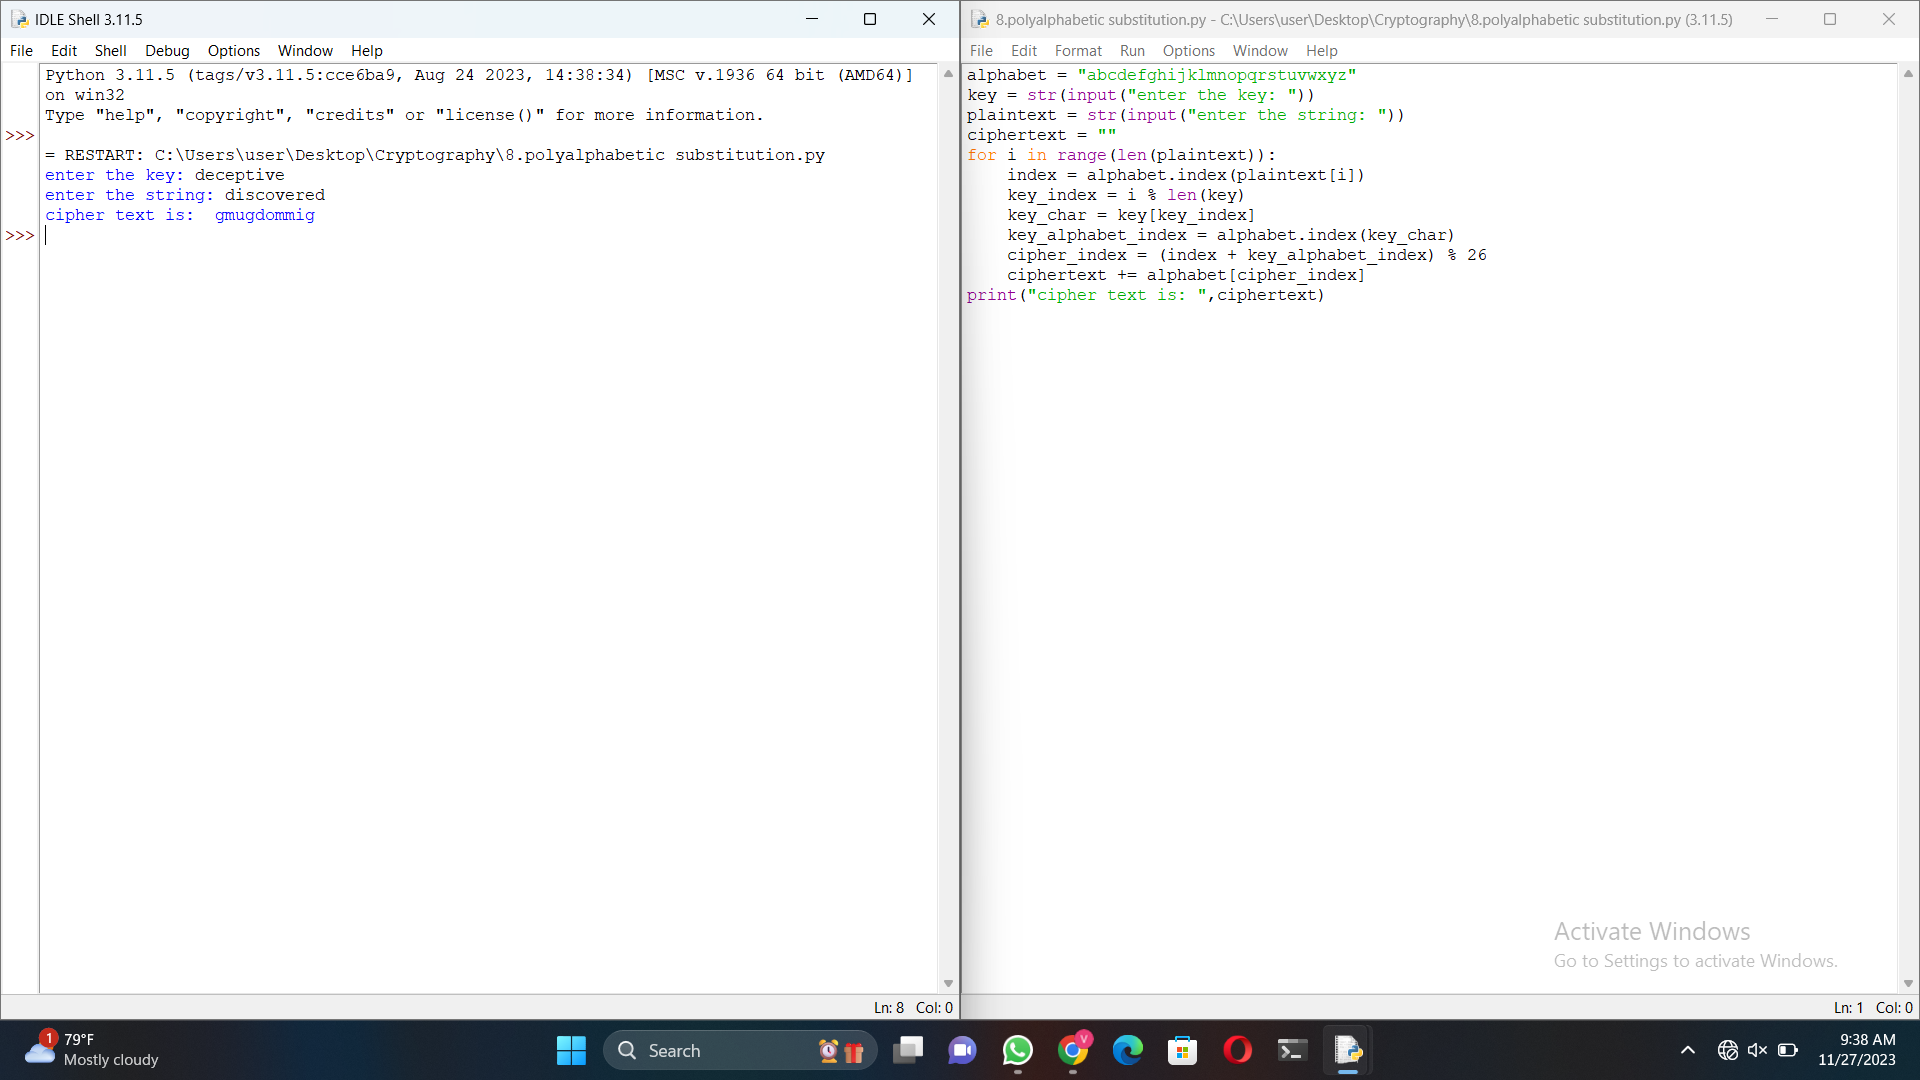 IDLE Shell 3.11.5
File Edit Shell Debug Options Window Help
Python 3.11.5 (tags/v3.11.5:cce6ba9, Aug 24 2023, 14:38:34) [MSC v.1936 64 bit (AMD64)]
on win32
Type "help", "copyright", "credits" or "license()" for more information.
>>>
= RESTART: C:\Users\user\Desktop\Cryptography\8.polyalphabetic substitution.py
enter the key: deceptive
enter the string: discovered
cipher text is:  gmugdommig
>>>
Ln: 8 Col: 0
8.polyalphabetic substitution.py - C:\Users\user\Desktop\Cryptography\8.polyalphabetic substitution.py (3.11.5)
File Edit Format Run Options Window Help
alphabet = "abcdefghijklmnopqrstuvwxyz"
key = str(input("enter the key: "))
plaintext = str(input("enter the string: "))
ciphertext = ""
for i in range(len(plaintext)):
    index = alphabet.index(plaintext[i])
    key_index = i % len(key)
    key_char = key[key_index]
    key_alphabet_index = alphabet.index(key_char)
    cipher_index = (index + key_alphabet_index) % 26
    ciphertext += alphabet[cipher_index]
print("cipher text is: ",ciphertext)
Activate Windows
Go to Settings to activate Windows.
Ln: 1 Col: 0
1
79°F
Mostly cloudy
Search
V
9:38 AM
11/27/2023